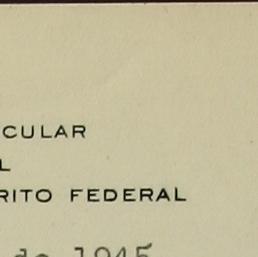 CULAR
L
RITO FEDERAL
de 1945